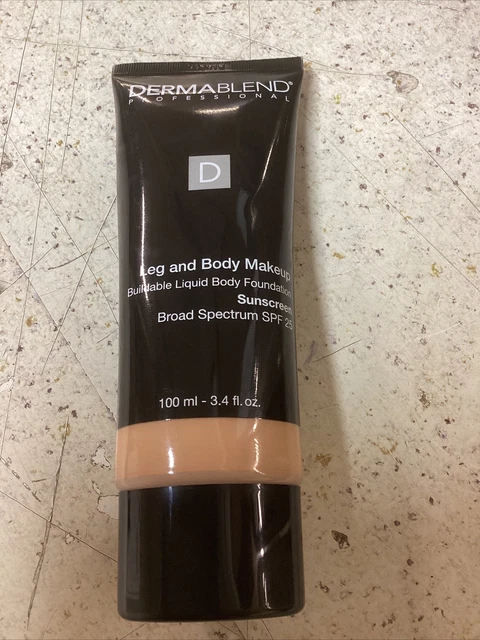 DERMABLEND®
PROFESSIONAL
D
Leg and Body Makeup
Buildable Liquid Body Foundation
Sunscreen
Broad Spectrum SPF 25
100 ml - 3.4 fl.oz.